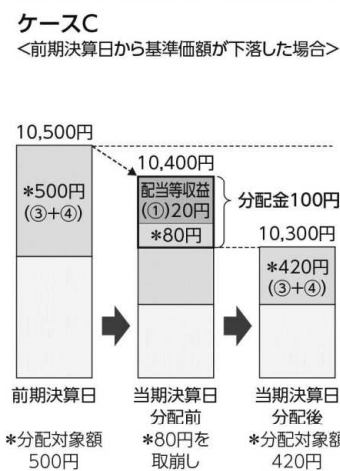 ケースC
<前期決算日から基準価額が下落した場合>
10,500円
10,400円
*500円
(③+④)
配当等収益
(①)20円
*80円
分配金100円
10,300円
*420円
(③+④)
前期決算日
当期決算日
分配前
当期決算日
分配後
*分配対象額
500円
*80円を
取崩し
*分配対象額
420円